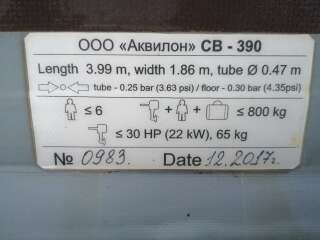 ООО «Аквилон» CB - 390
Length 3.99 m, width 1.86 m, tube Ø 0.47 m
tube - 0.25 bar (3.63 psi) / floor - 0.30 bar (4.35psi)
≤ 6 + + ≤ 800 kg
≤ 30 HP (22 kW), 65 kg
№ 0983. Date 12.2017г.